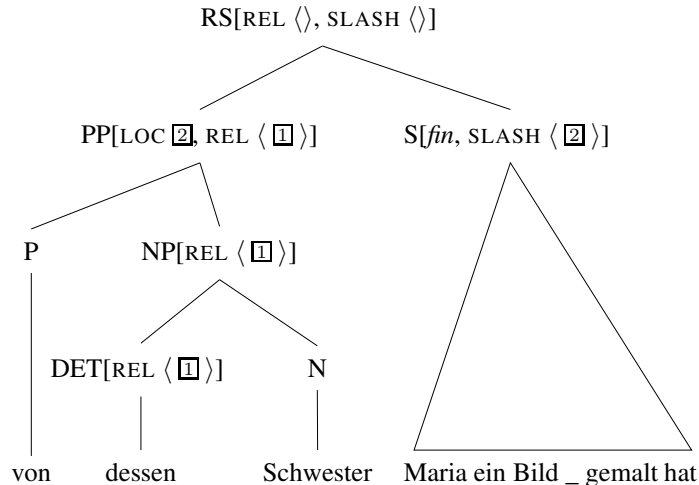 RS[REL ⟨⟩, SLASH ⟨⟩]
PP[LOC 2, REL ⟨ 1 ⟩] S[fin, SLASH ⟨ 2 ⟩]
P NP[REL ⟨ 1 ⟩]
DET[REL ⟨ 1 ⟩] N
von dessen Schwester Maria ein Bild _ gemalt hat